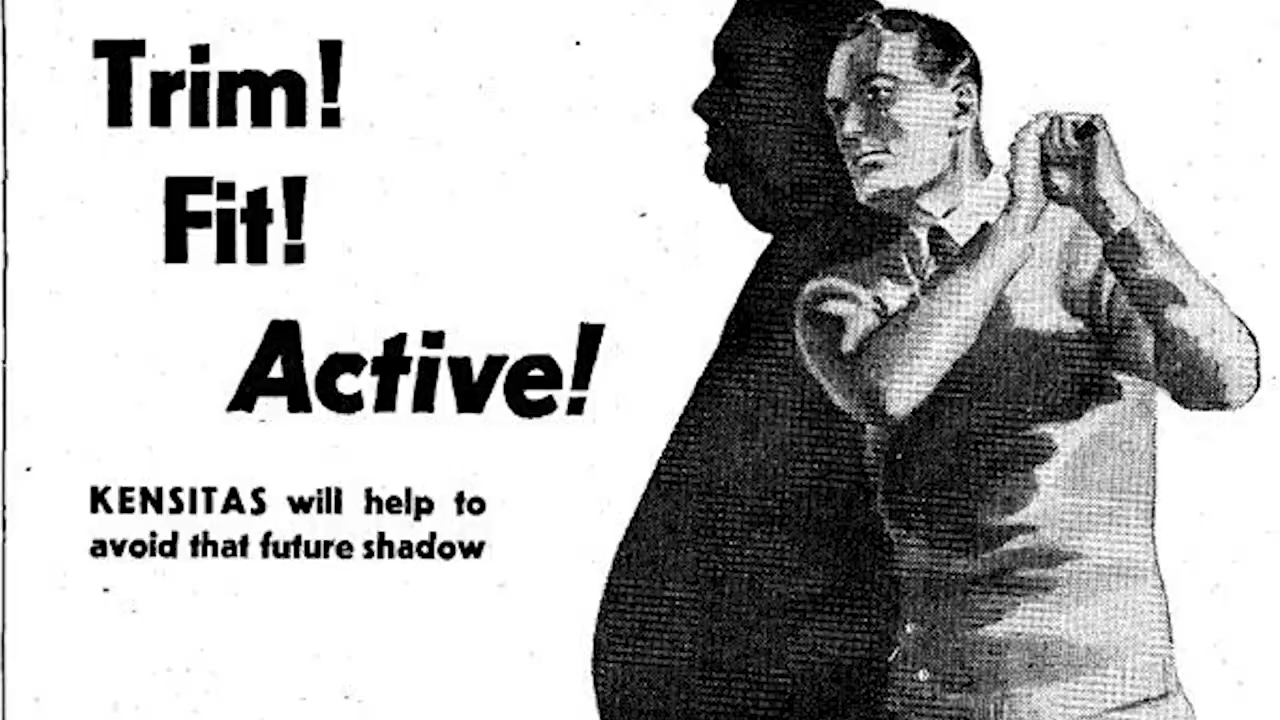 Trim!
Fit!
Active!
KENSITAS will help to
avoid that future shadow